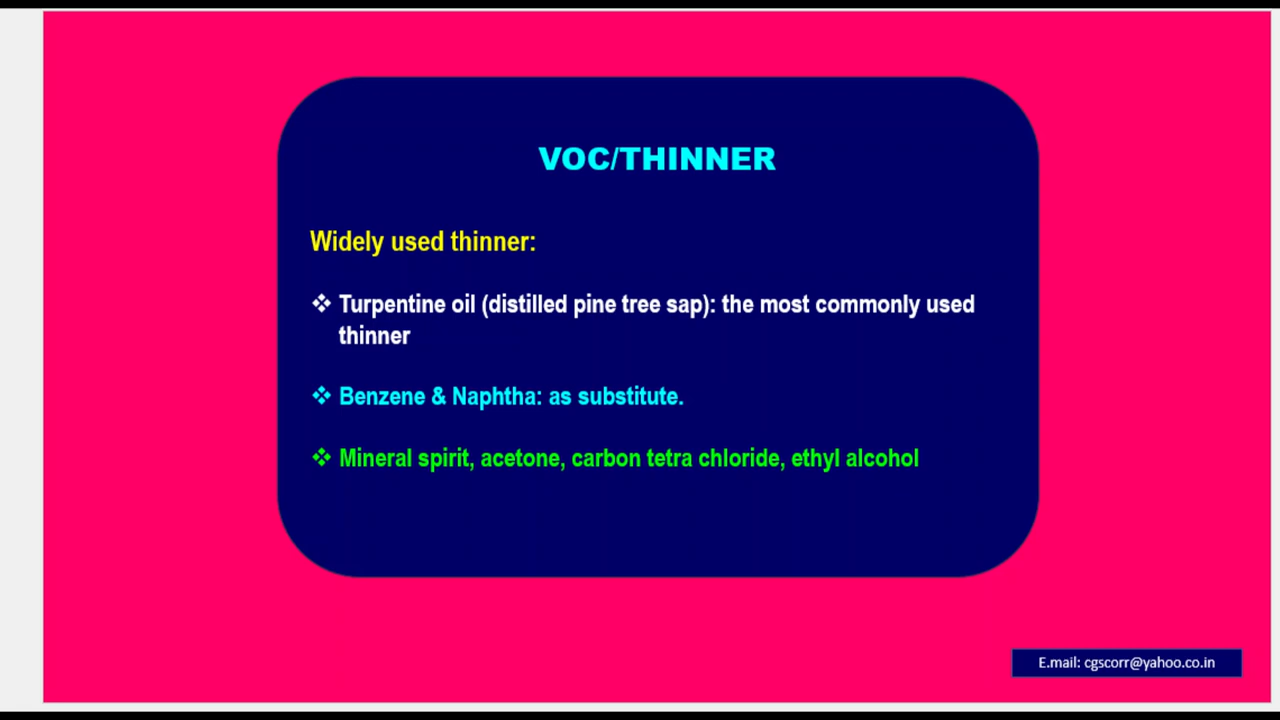 VOC/THINNER
Widely used thinner:
❖ Turpentine oil (distilled pine tree sap): the most commonly used
thinner
❖ Benzene & Naphtha: as substitute.
❖ Mineral spirit, acetone, carbon tetra chloride, ethyl alcohol
E.mail: cgscorr@yahoo.co.in